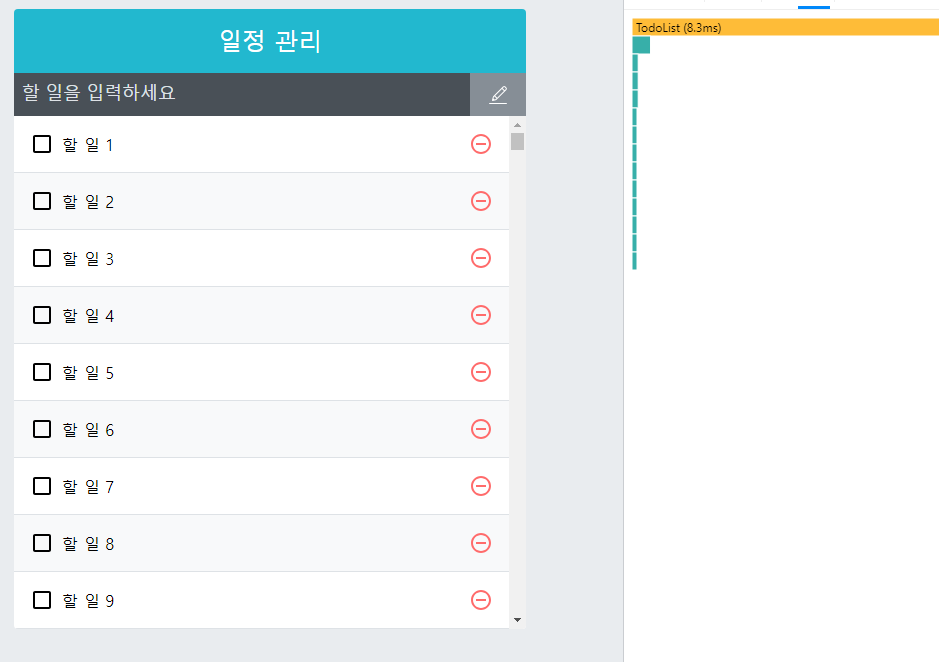 일정 관리
TodoList (8.3ms)
할 일을 입력하세요
할 일 1
할 일 2
할 일 3
할 일 4
할 일 5
할 일 6
할 일 7
할 일 8
할 일 9